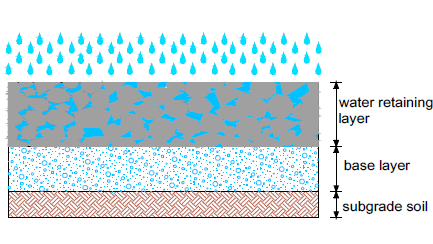 water retaining
layer
base layer
subgrade soil